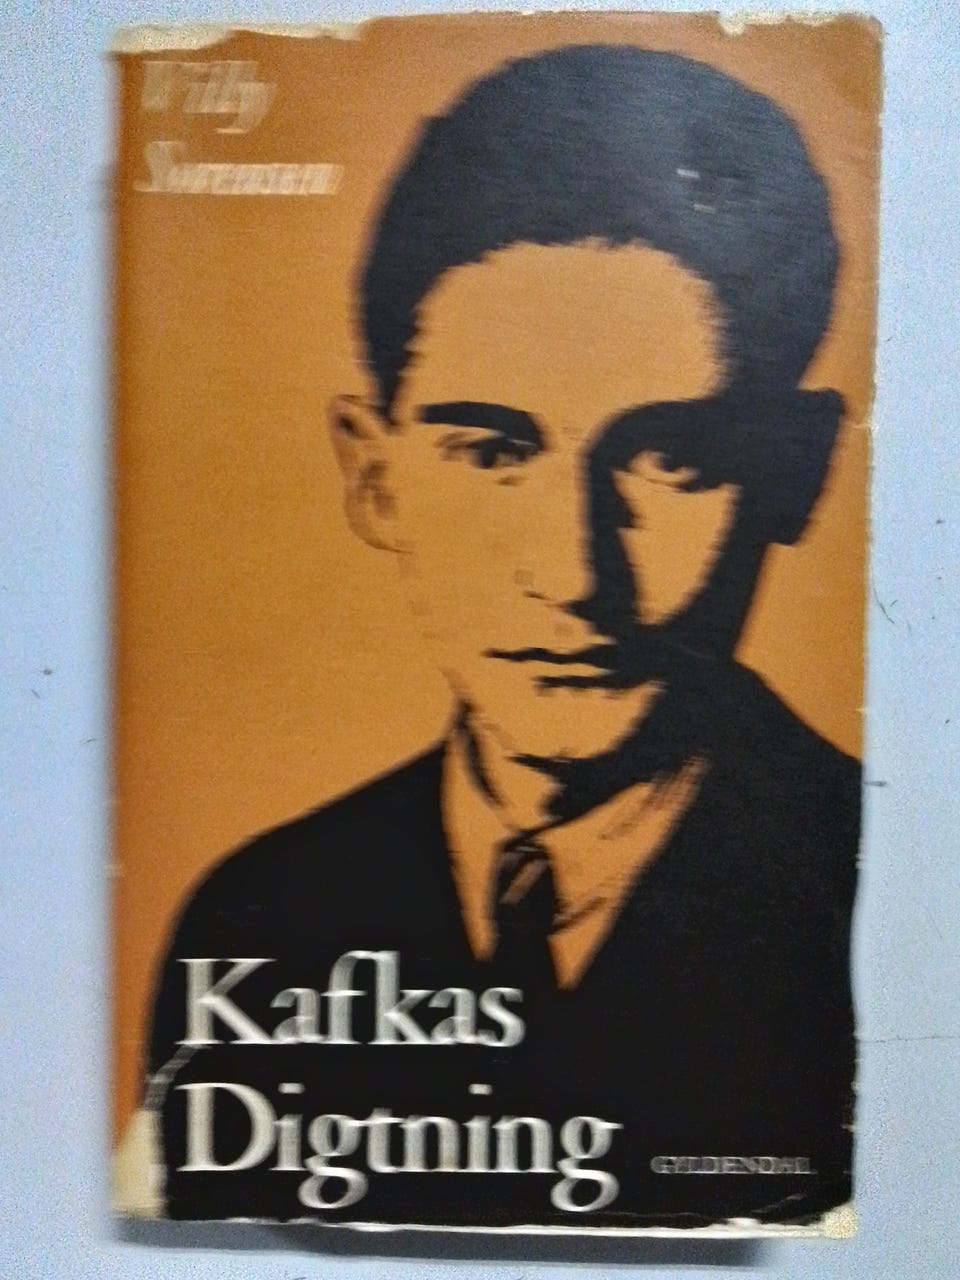 Villy
Sørensen
Kafkas
Digtning
GYLDENDAL